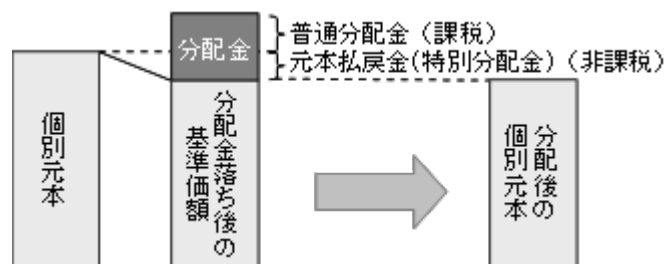 分配金
普通分配金（課税）
元本払戻金(特別分配金)（非課税）
個別元本
分配金落ち後の
基準価額
分配後の
個別元本